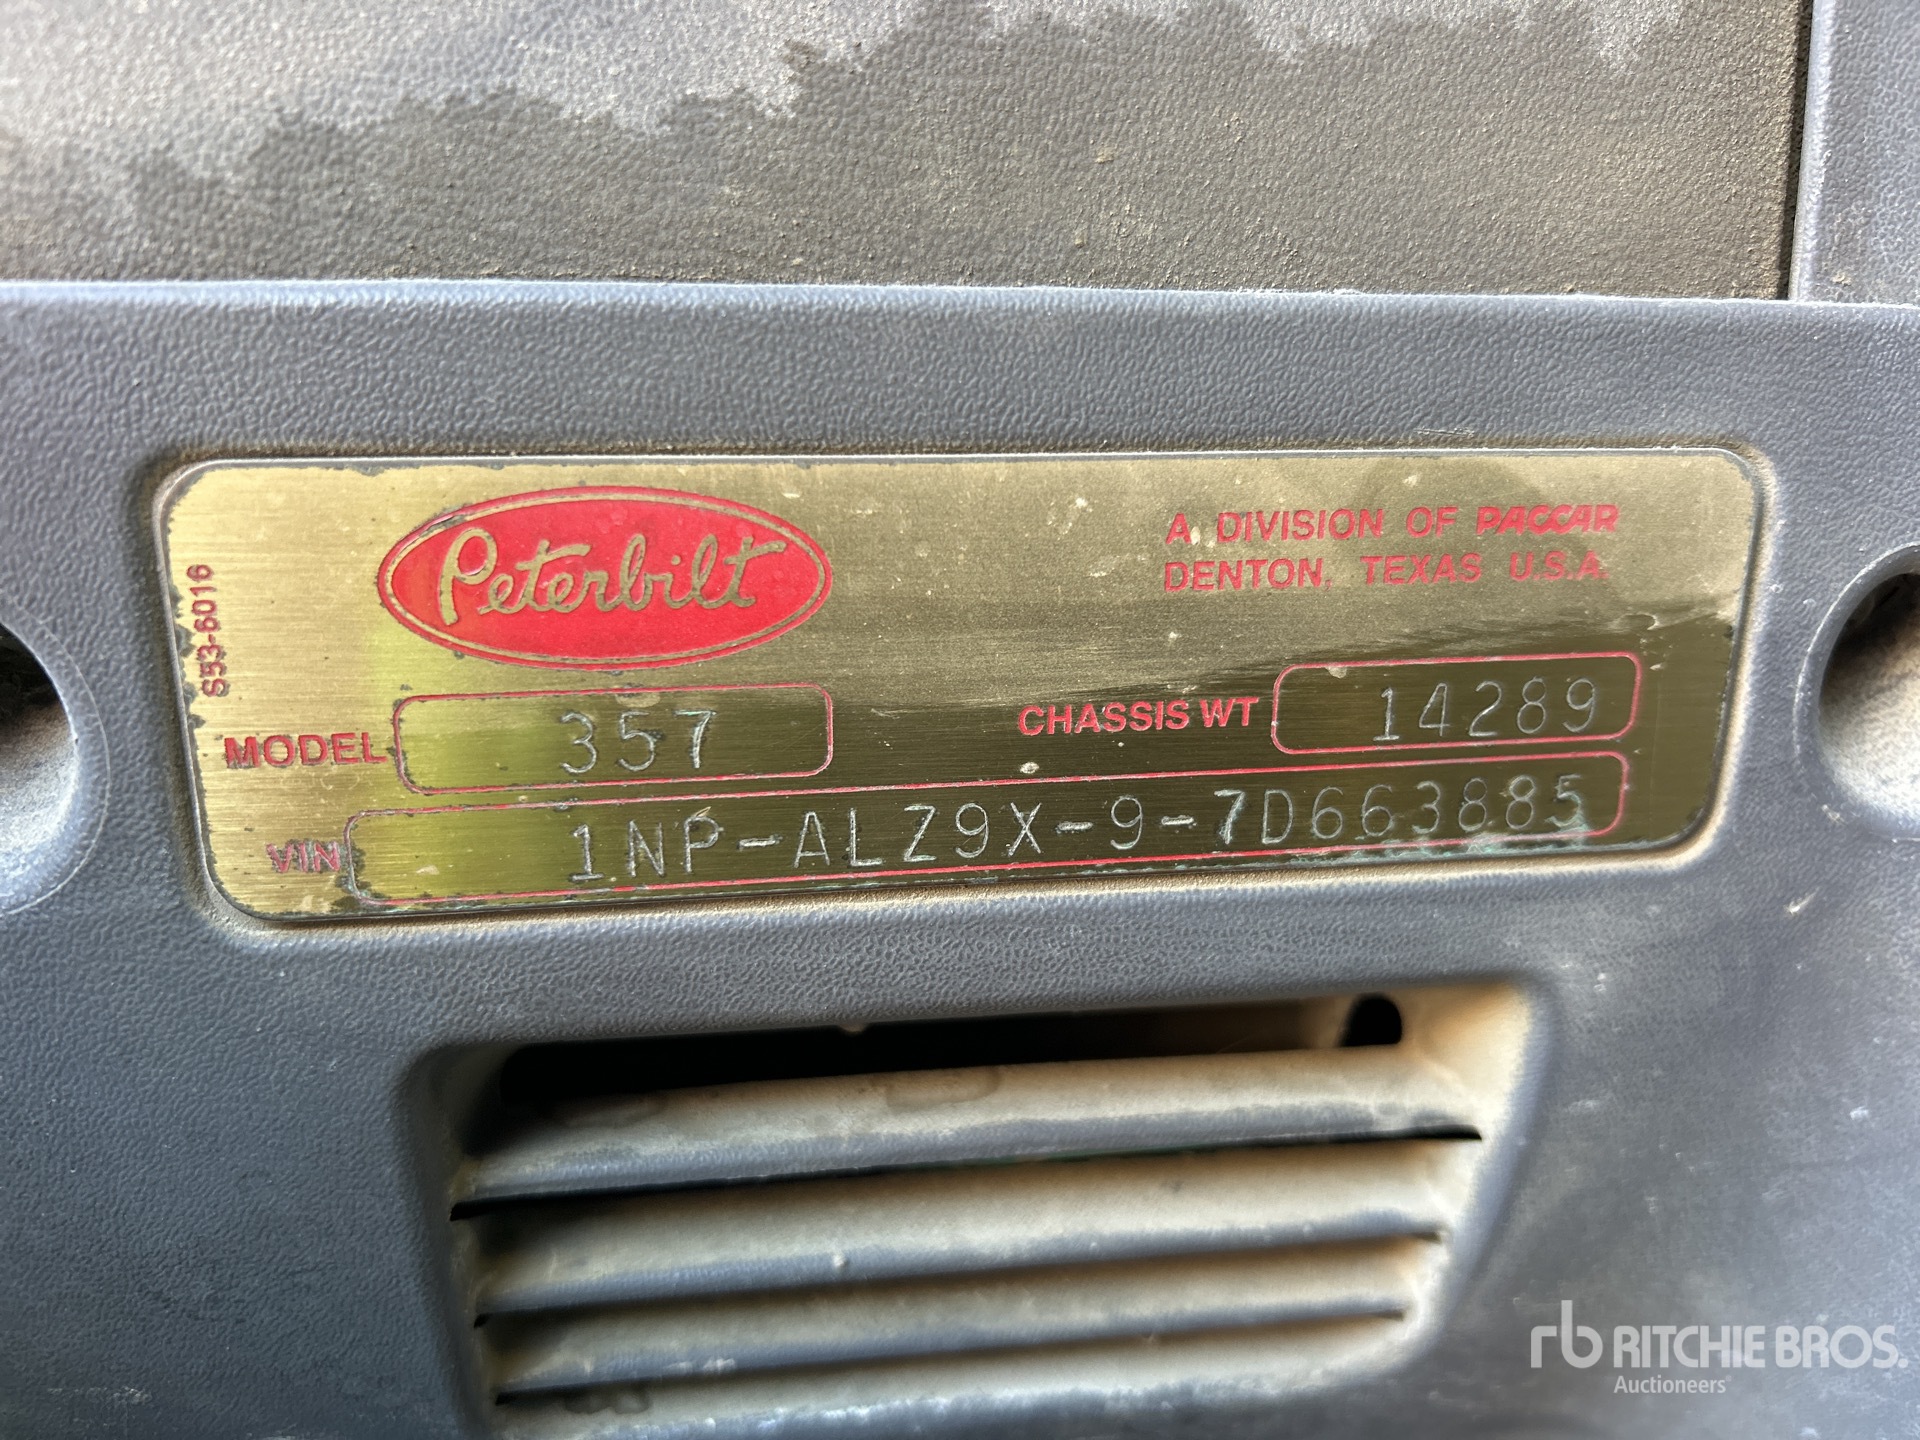 Peterbilt
A DIVISION OF PACCAR
DENTON, TEXAS U.S.A.
S53-6016
MODEL 357
CHASSIS WT 14289
VIN 1NP-ALZ9X-9-7D663885
rb RITCHIE BROS.
Auctioneers